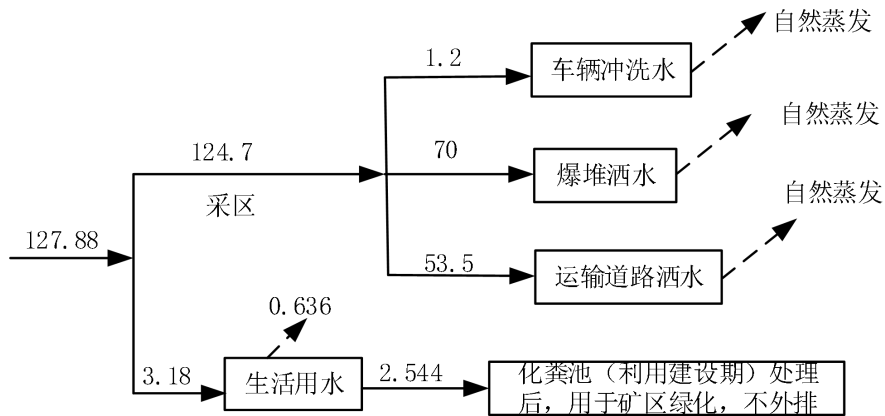 自然蒸发
1.2
车辆冲洗水
自然蒸发
124.7
70
爆堆洒水
采区
自然蒸发
127.88
53.5
运输道路洒水
0.636
3.18
生活用水
2.544
化粪池（利用建设期）处理
后，用于矿区绿化，不外排